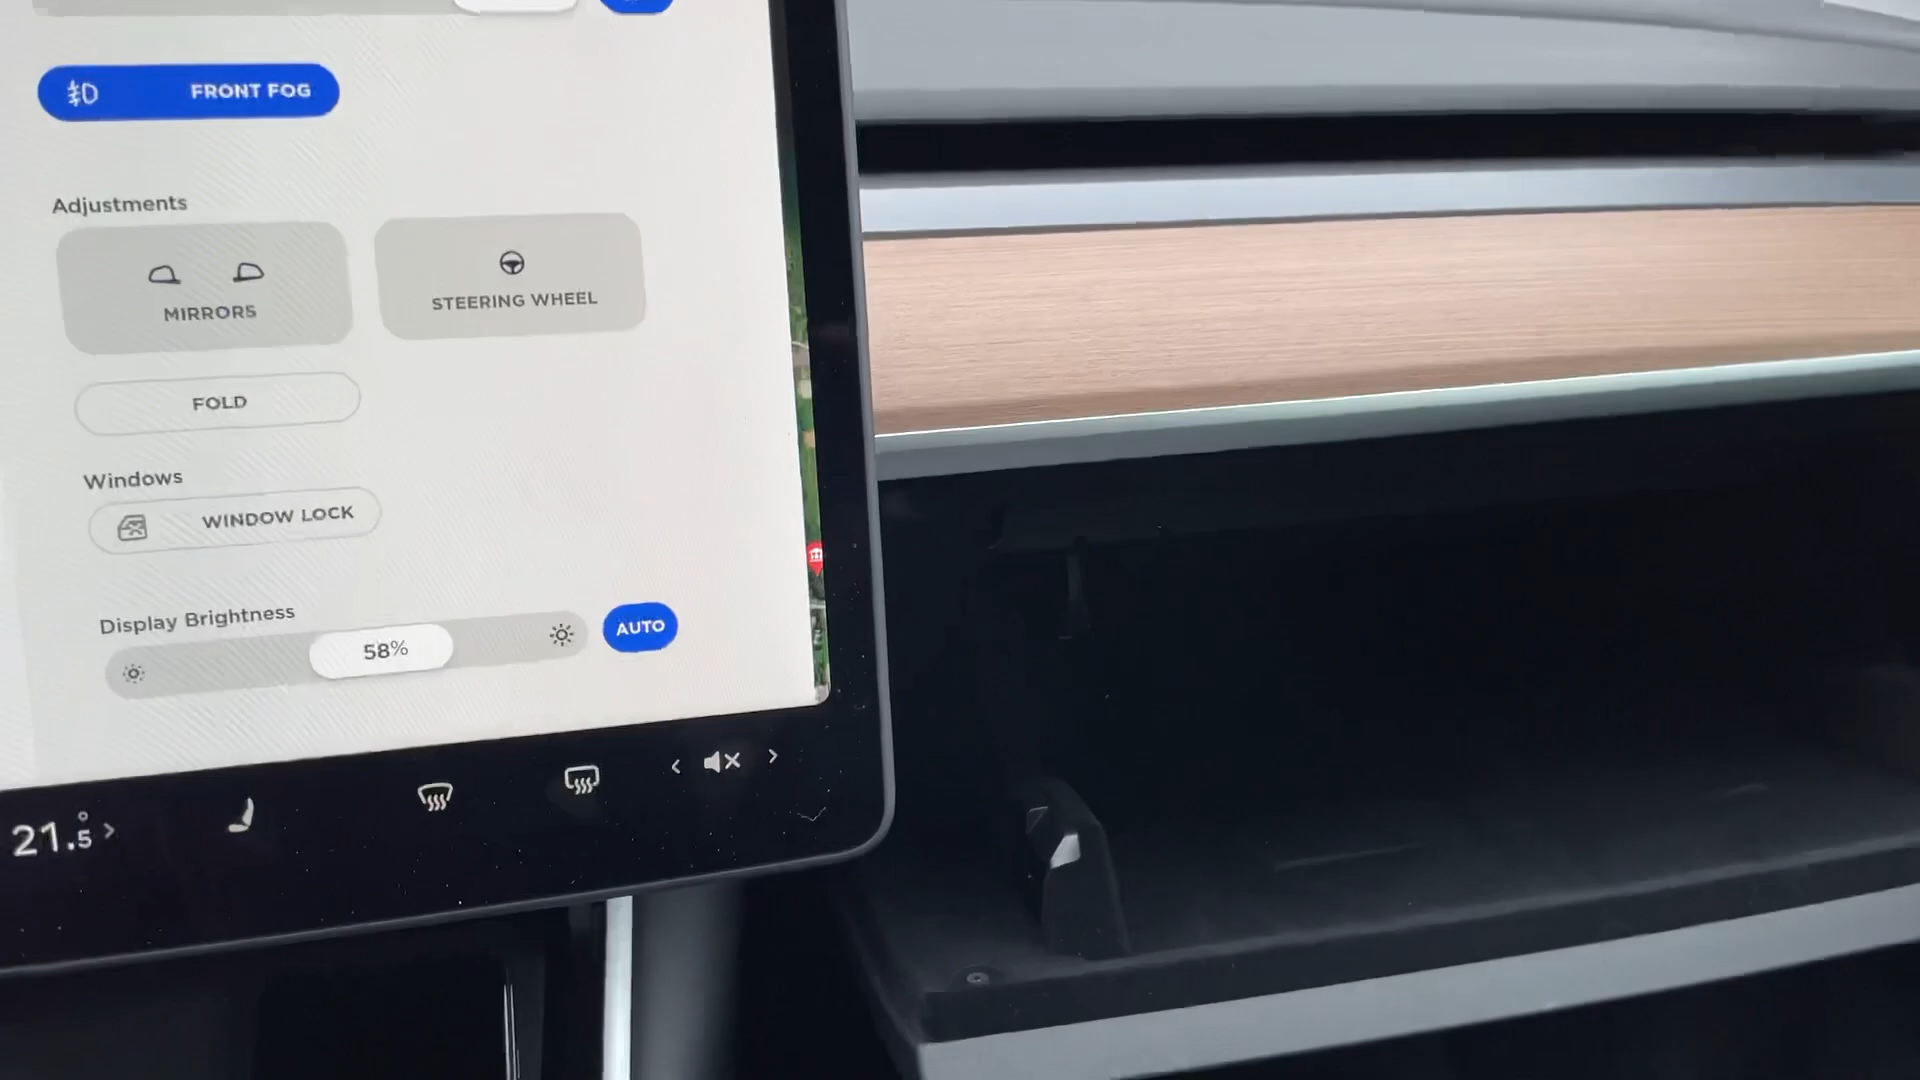 FRONT FOG
Adjustments
MIRRORS
STEERING WHEEL
FOLD
Windows
WINDOW LOCK
Display Brightness
58%
AUTO
21.5°